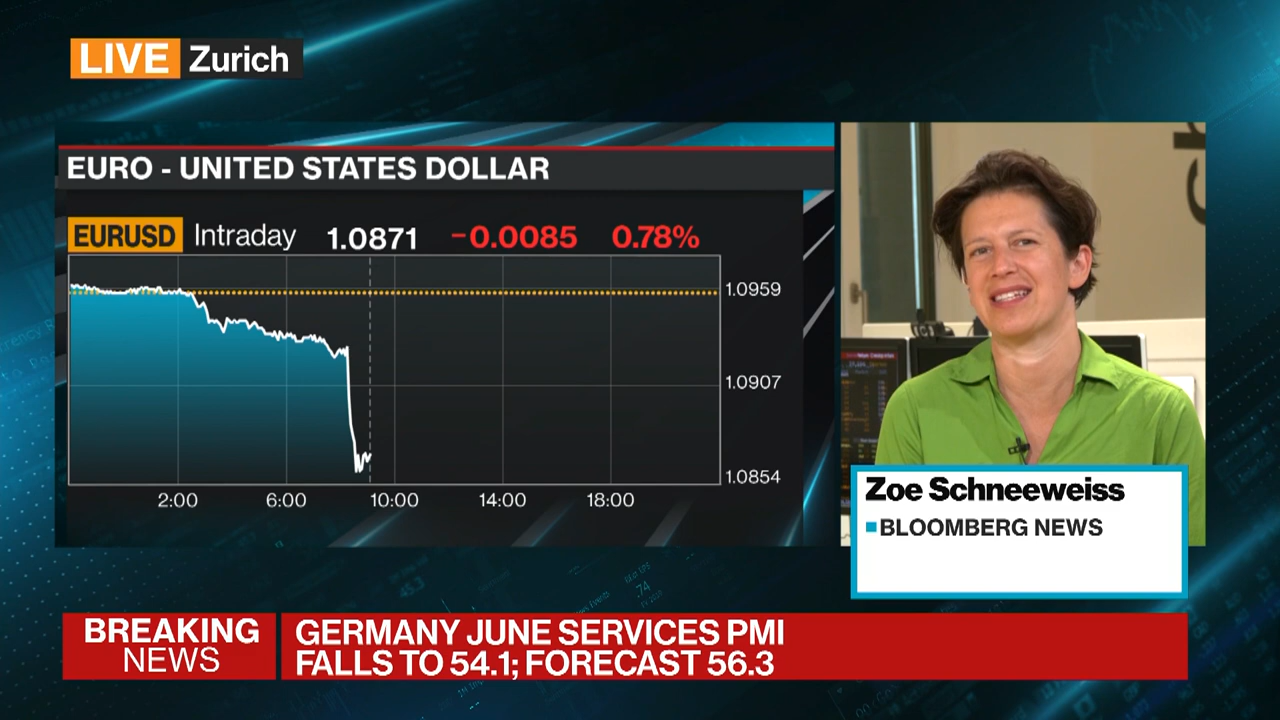 LIVE Zurich
EURO - UNITED STATES DOLLAR
EURUSD Intraday 1.0871 -0.0085 0.78%
1.0959
1.0907
1.0854
2:00 6:00 10:00 14:00 18:00
Zoe Schneeweiss
BLOOMBERG NEWS
BREAKING NEWS
GERMANY JUNE SERVICES PMI
FALLS TO 54.1; FORECAST 56.3